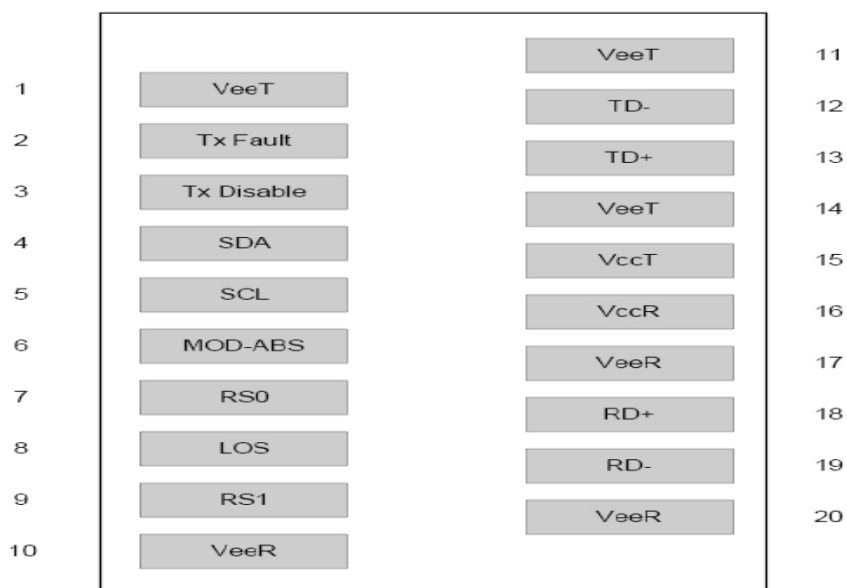 1 VeeT
2 Tx Fault
3 Tx Disable
4 SDA
5 SCL
6 MOD-ABS
7 RS0
8 LOS
9 RS1
10 VeeR
VeeT 11
TD- 12
TD+ 13
VeeT 14
VccT 15
VccR 16
VeeR 17
RD+ 18
RD- 19
VeeR 20